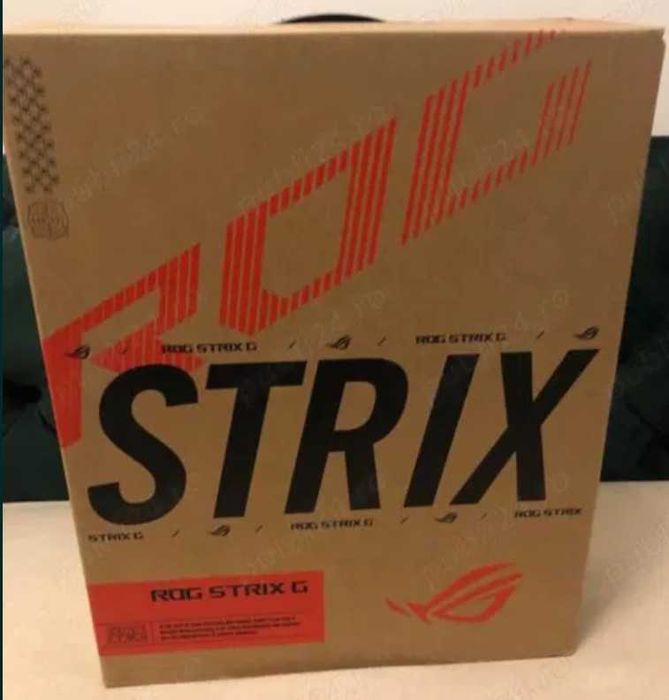 ROG
ROG STRIX G / / ROG STRIX G /
STRIX
STRIX G / / ROG STRIX G / / ROG STRIX
ROG STRIX G